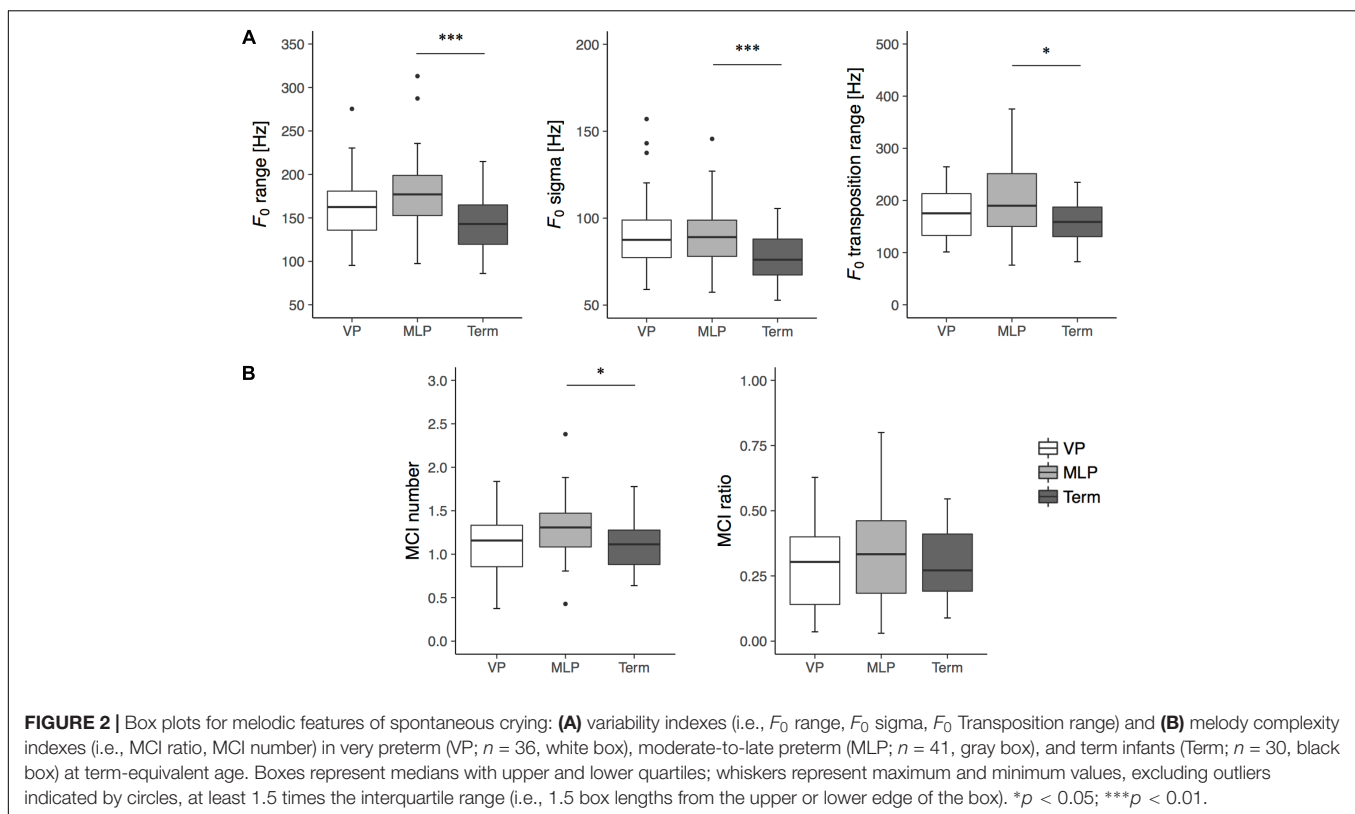 A
350
300
250
200
150
100
50
F0 range [Hz]
***
VP MLP Term
200
150
100
50
F0 sigma [Hz]
***
VP MLP Term
500
400
300
200
100
0
F0 transposition range [Hz]
*
VP MLP Term
B
3.0
2.5
2.0
1.5
1.0
0.5
0.0
MCI number
*
VP MLP Term
1.00
0.75
0.50
0.25
0.00
MCI ratio
VP MLP Term
VP
MLP
Term
FIGURE 2 | Box plots for melodic features of spontaneous crying: (A) variability indexes (i.e., F0 range, F0 sigma, F0 Transposition range) and (B) melody complexity
indexes (i.e., MCI ratio, MCI number) in very preterm (VP; n = 36, white box), moderate-to-late preterm (MLP; n = 41, gray box), and term infants (Term; n = 30, black
box) at term-equivalent age. Boxes represent medians with upper and lower quartiles; whiskers represent maximum and minimum values, excluding outliers
indicated by circles, at least 1.5 times the interquartile range (i.e., 1.5 box lengths from the upper or lower edge of the box). *p < 0.05; ***p < 0.01.